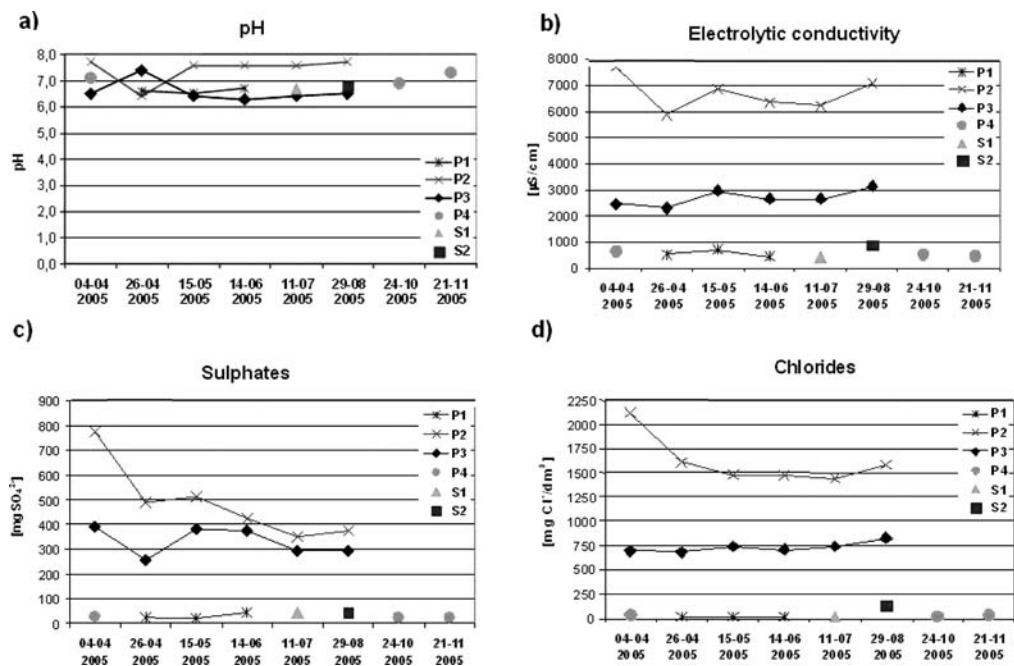 a)
pH
8,0
7,0
6,0
5,0
4,0
3,0
2,0
1,0
0,0
pH
P1
P2
P3
P4
S1
S2
04-04 26-04 15-05 14-06 11-07 29-08 24-10 21-11
2005 2005 2005 2005 2005 2005 2005 2005
b)
Electrolytic conductivity
8000
7000
6000
5000
4000
3000
2000
1000
0
[µS/cm]
P1
P2
P3
P4
S1
S2
04-04 26-04 15-05 14-06 11-07 29-08 24-10 21-11
2005 2005 2005 2005 2005 2005 2005 2005
c)
Sulphates
900
800
700
600
500
400
300
200
100
0
[mgSO₄²⁻]
P1
P2
P3
P4
S1
S2
04-04 26-04 15-05 14-06 11-07 29-08 24-10 21-11
2005 2005 2005 2005 2005 2005 2005 2005
d)
Chlorides
2250
2000
1750
1500
1250
1000
750
500
250
0
[mg Cl⁻/dm³]
P1
P2
P3
P4
S1
S2
04-04 26-04 15-05 14-06 11-07 29-08 24-10 21-11
2005 2005 2005 2005 2005 2005 2005 2005